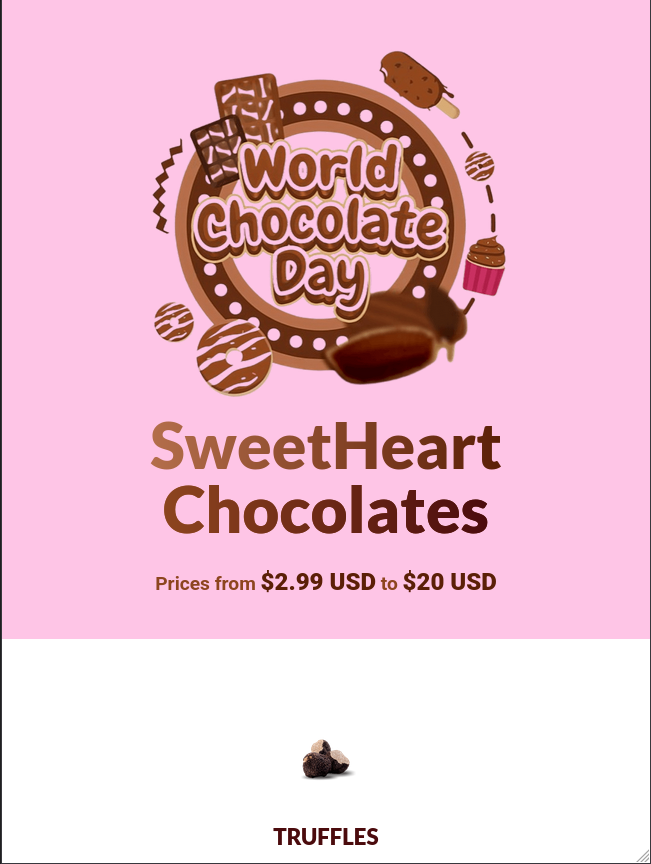 World
Chocolate
Day
SweetHeart
Chocolates
Prices from $2.99 USD to $20 USD
TRUFFLES